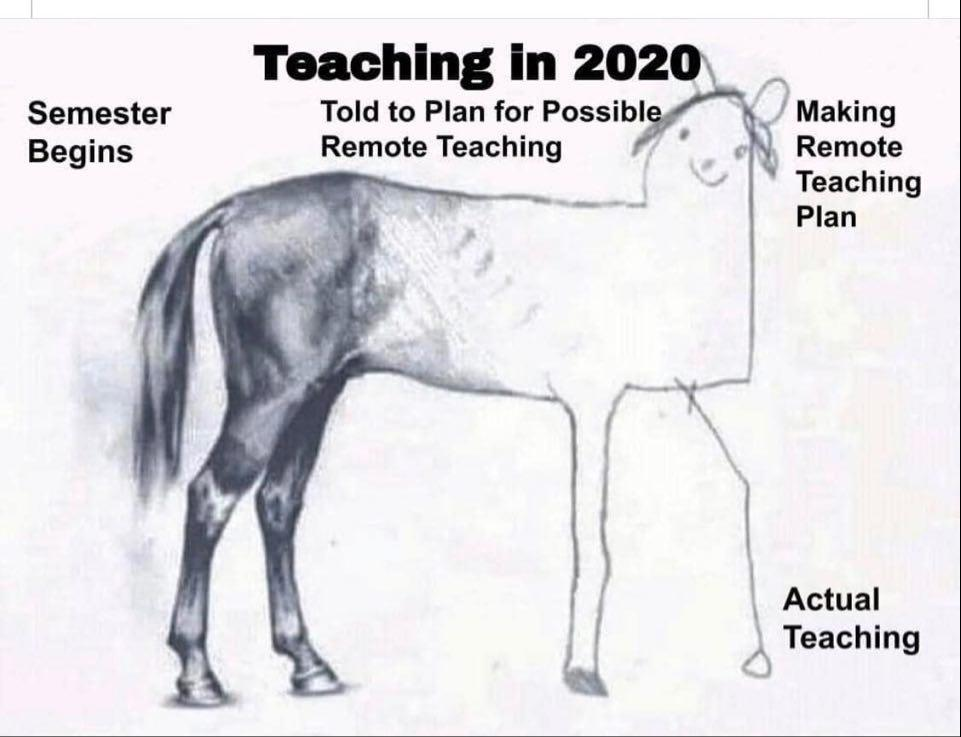 Teaching in 2020
Semester
Begins
Told to Plan for Possible
Remote Teaching
Making
Remote
Teaching
Plan
Actual
Teaching